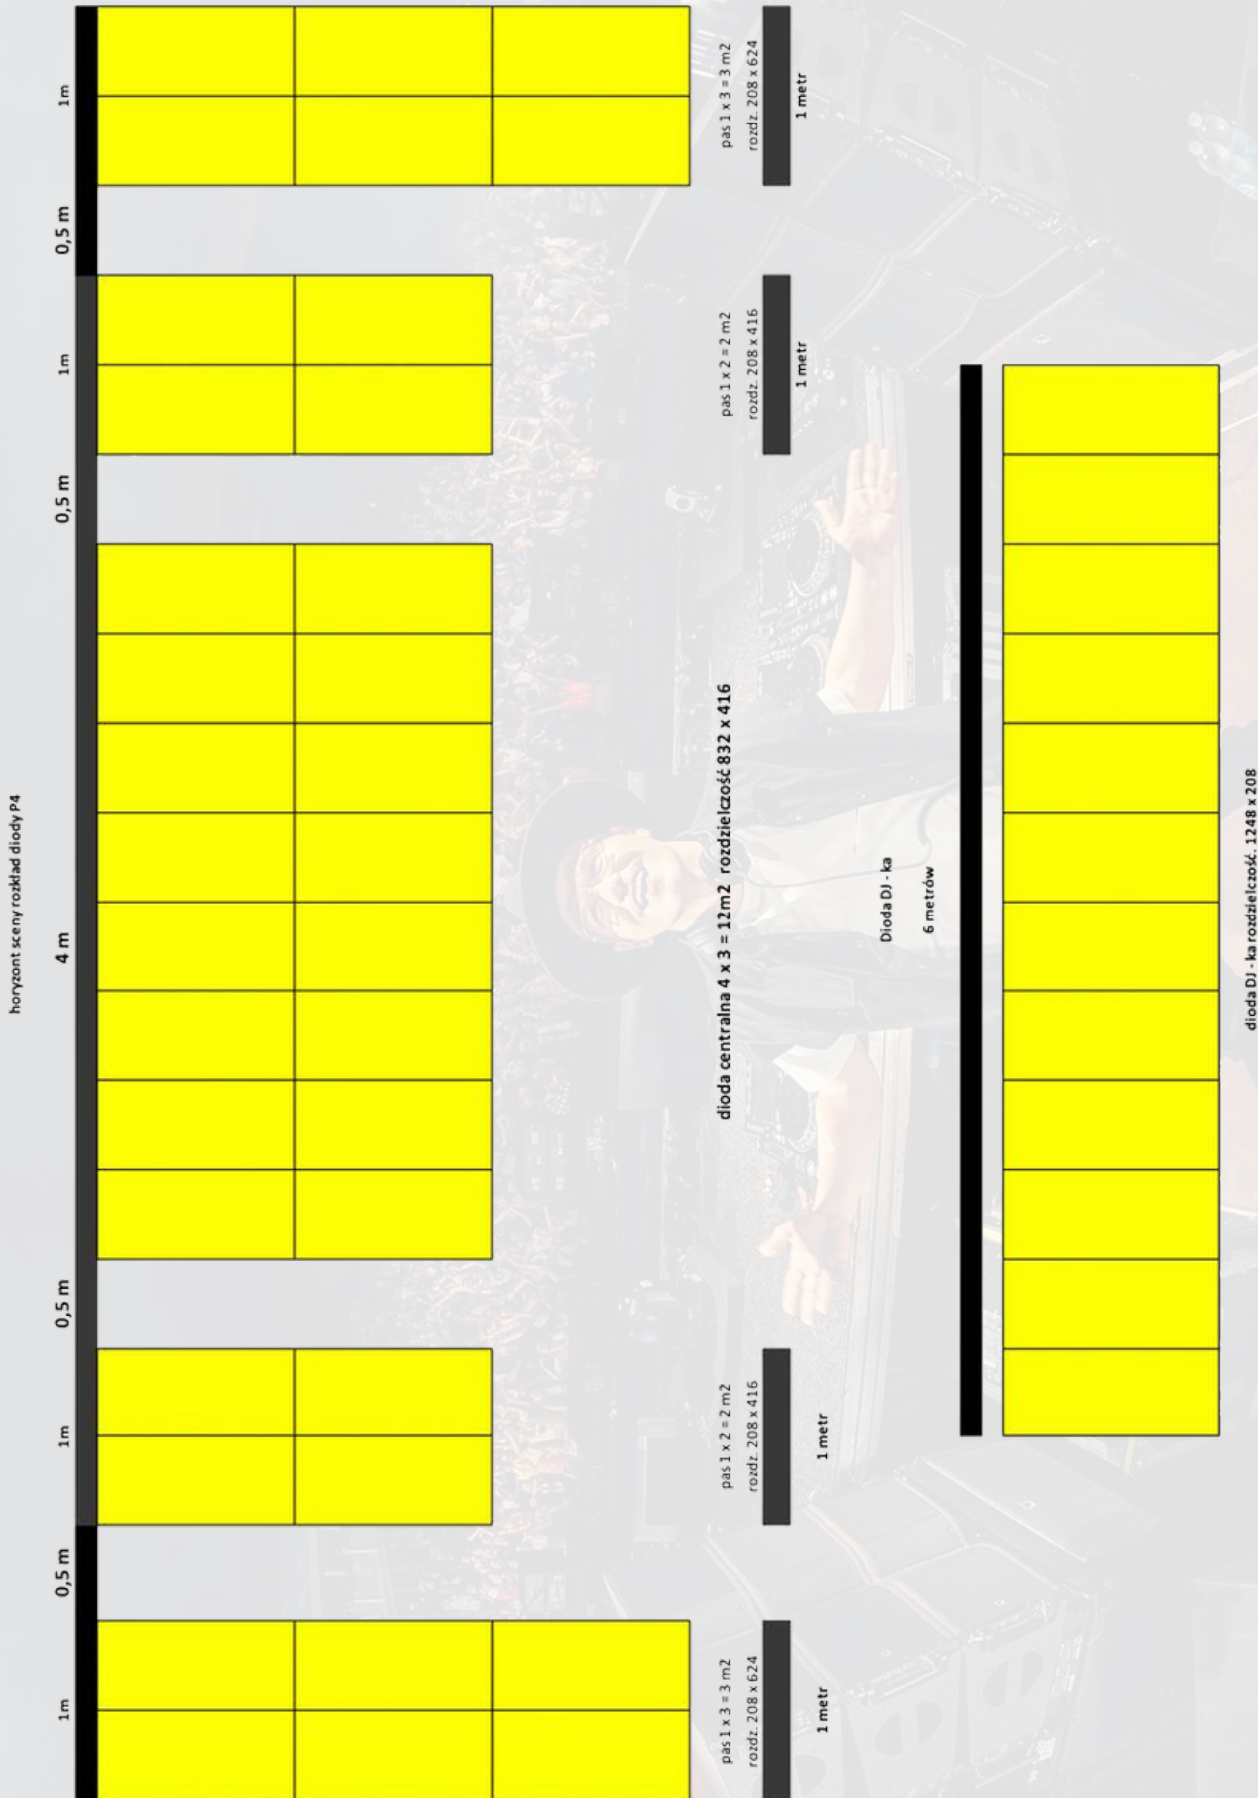 horyzont sceny rozkład diody P4
1m 0,5 m 1m 0,5 m 4 m 0,5 m 1m 0,5 m 1m
pas 1 x 3 = 3 m2
rozdz. 208 x 624
1 metr
pas 1 x 2 = 2 m2
rozdz. 208 x 416
1 metr
dioda centralna 4 x 3 = 12m2 rozdzielczość 832 x 416
pas 1 x 2 = 2 m2
rozdz. 208 x 416
1 metr
pas 1 x 3 = 3 m2
rozdz. 208 x 624
1 metr
Dioda DJ - ka
6 metrów
dioda DJ - ka rozdzielczość. 1248 x 208